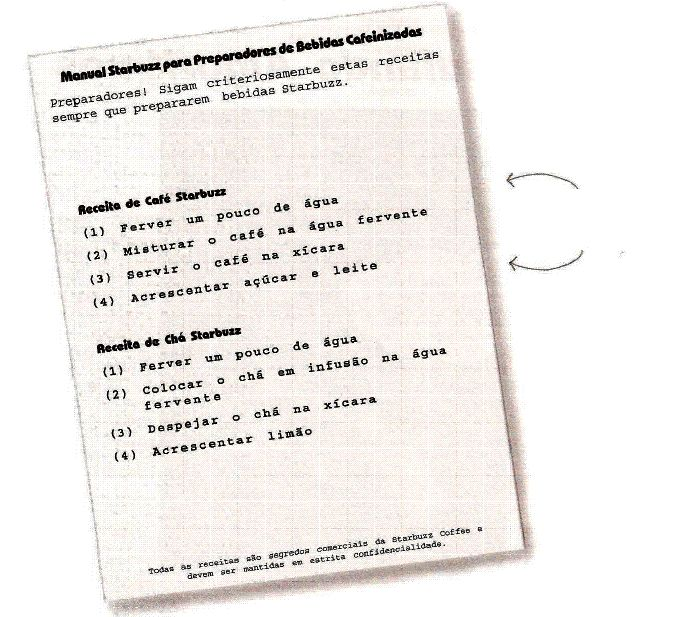 Manual Starbuzz para Preparadores de Bebidas Cafeinizadas
Preparadores! Sigam criteriosamente estas receitas
sempre que prepararem bebidas Starbuzz.
Receita de Café Starbuzz
(1) Ferver um pouco de água
(2) Misturar o café na água fervente
(3) Servir o café na xícara
(4) Acrescentar açúcar e leite
Receita de Chá Starbuzz
(1) Ferver um pouco de água
(2) Colocar o chá em infusão na água
fervente
(3) Despejar o chá na xícara
(4) Acrescentar limão
Todas as receitas são segredos comerciais da Starbuzz Coffee e
devem ser mantidas em estrita confidencialidade.